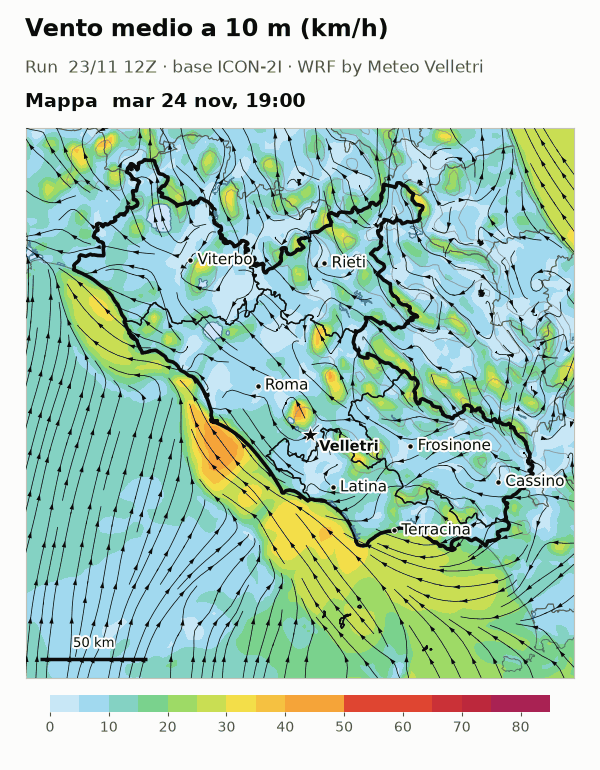 Vento medio a 10 m (km/h)
Run  23/11 12Z · base ICON-2I · WRF by Meteo Velletri
Mappa  mar 24 nov, 19:00
Viterbo
Rieti
Roma
Velletri
Frosinone
Latina
Cassino
Terracina
50 km
0 10 20 30 40 50 60 70 80